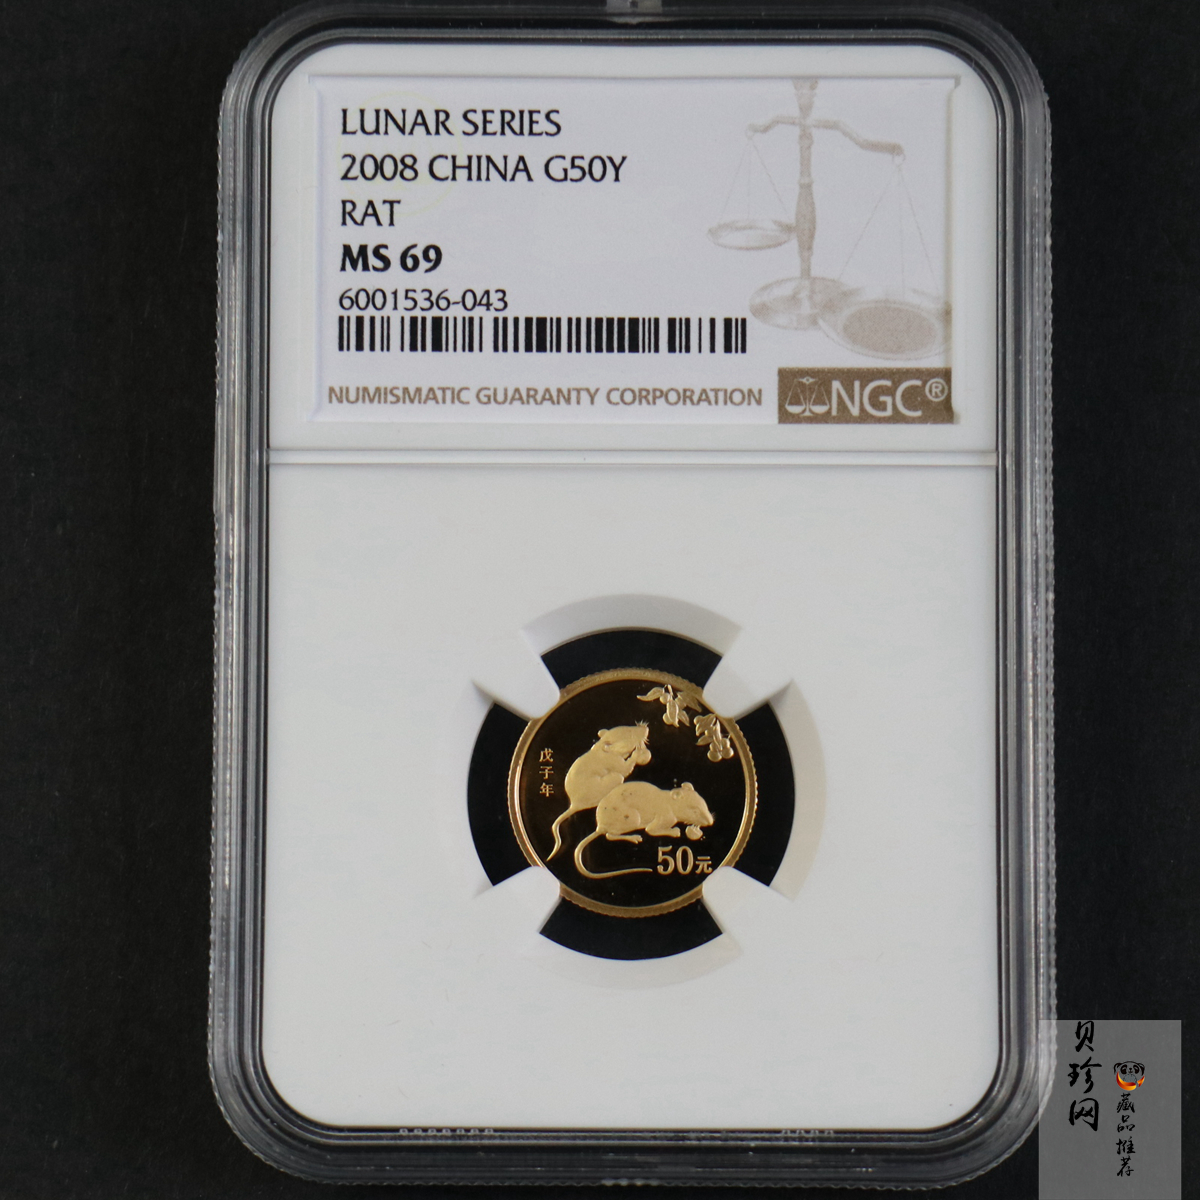 LUNAR SERIES
2008 CHINA G50Y
RAT
MS 69
6001536-043
NUMISMATIC GUARANTY CORPORATION
NGC®
戊子年
50元
贝珍网
藏品推荐